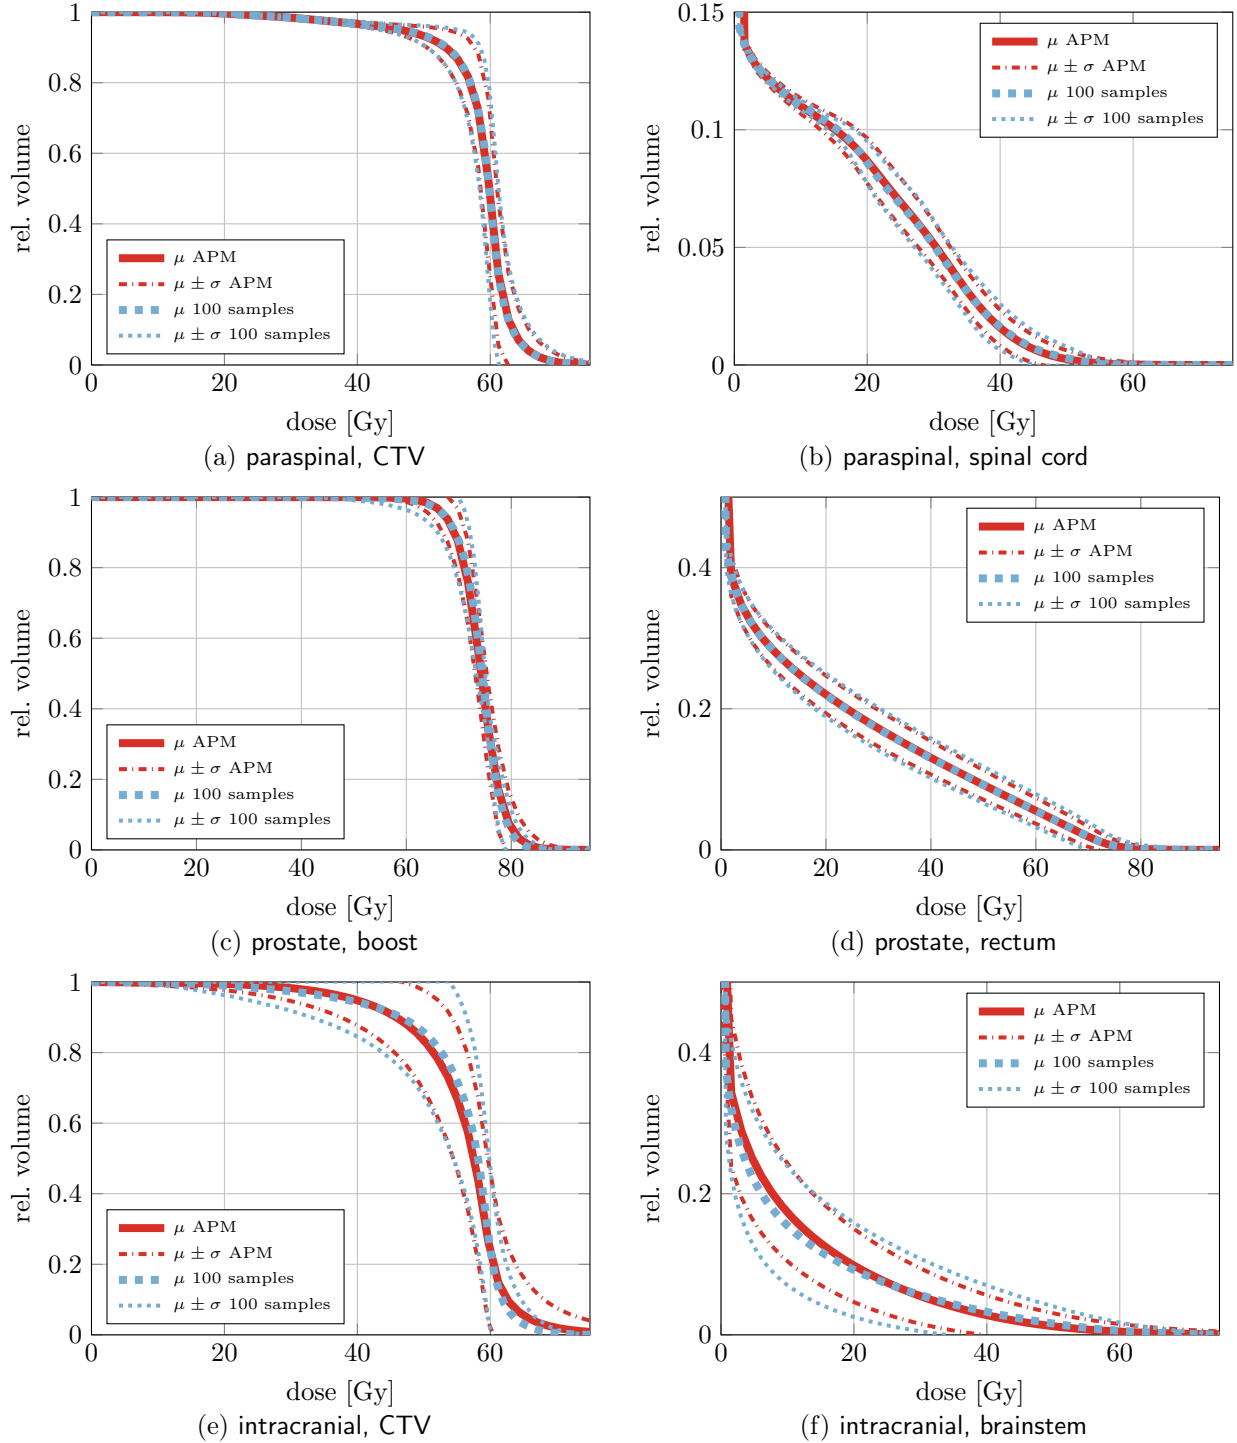 1
0.8
0.6
0.4
0.2
0
rel. volume
μ APM
μ ± σ APM
μ 100 samples
μ ± σ 100 samples
0 20 40 60
dose [Gy]
(a) paraspinal, CTV
0.15
0.1
0.05
0
rel. volume
μ APM
μ ± σ APM
μ 100 samples
μ ± σ 100 samples
0 20 40 60
dose [Gy]
(b) paraspinal, spinal cord
1
0.8
0.6
0.4
0.2
0
rel. volume
μ APM
μ ± σ APM
μ 100 samples
μ ± σ 100 samples
0 20 40 60 80
dose [Gy]
(c) prostate, boost
0.4
0.2
0
rel. volume
μ APM
μ ± σ APM
μ 100 samples
μ ± σ 100 samples
0 20 40 60 80
dose [Gy]
(d) prostate, rectum
1
0.8
0.6
0.4
0.2
0
rel. volume
μ APM
μ ± σ APM
μ 100 samples
μ ± σ 100 samples
0 20 40 60
dose [Gy]
(e) intracranial, CTV
0.4
0.2
0
rel. volume
μ APM
μ ± σ APM
μ 100 samples
μ ± σ 100 samples
0 20 40 60
dose [Gy]
(f) intracranial, brainstem